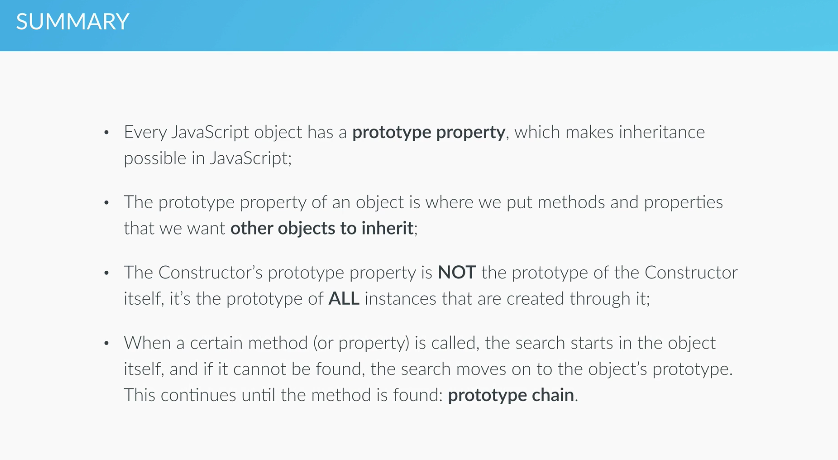 SUMMARY
• Every JavaScript object has a prototype property, which makes inheritance
possible in JavaScript;
• The prototype property of an object is where we put methods and properties
that we want other objects to inherit;
• The Constructor’s prototype property is NOT the prototype of the Constructor
itself, it’s the prototype of ALL instances that are created through it;
• When a certain method (or property) is called, the search starts in the object
itself, and if it cannot be found, the search moves on to the object’s prototype.
This continues until the method is found: prototype chain.